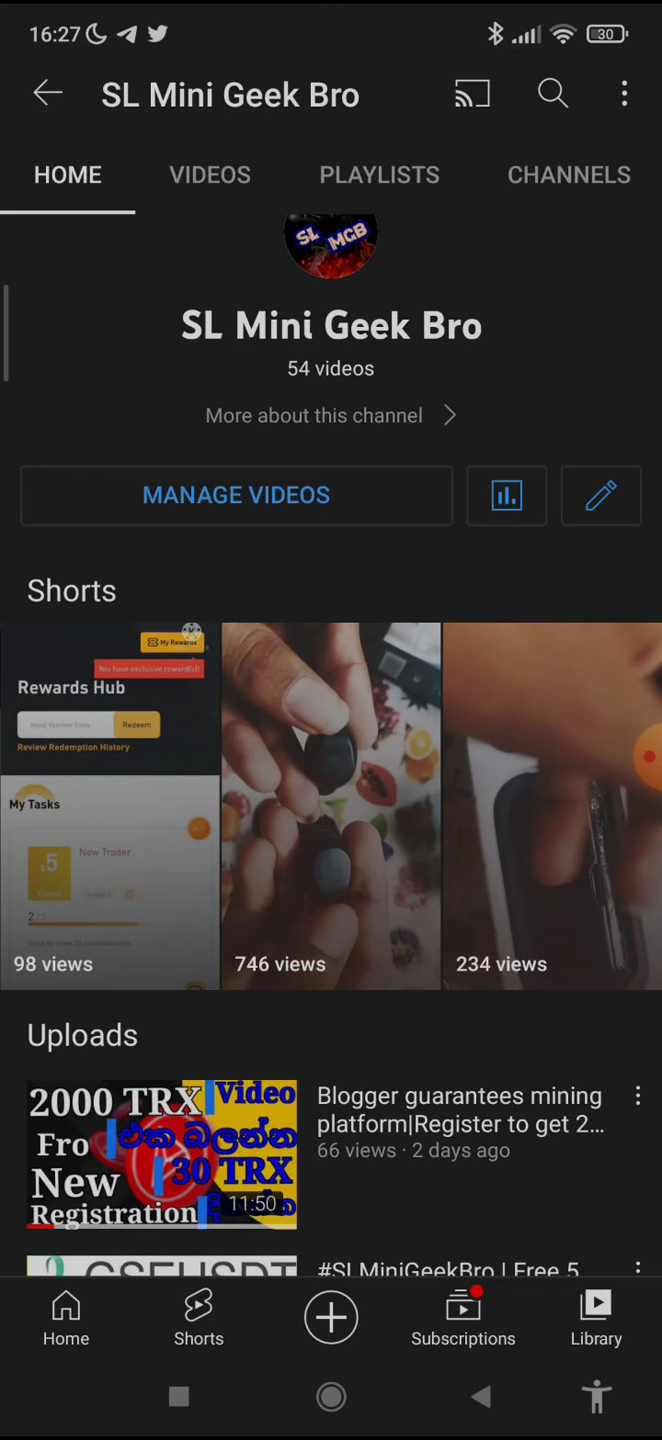 16:27
30
SL Mini Geek Bro
HOME VIDEOS PLAYLISTS CHANNELS
SL MGB
SL Mini Geek Bro
54 videos
More about this channel
MANAGE VIDEOS
Shorts
My Rewards
You have exclusive reward(s)!
Rewards Hub
Input Voucher Code Redeem
Review Redemption History
My Tasks
New Trader
5
98 views
746 views
234 views
Uploads
2000 TRX Video
Fro එක බලන්න
New 30 TRX
Registration
11:50
Blogger guarantees mining
platform|Register to get 2...
66 views · 2 days ago
#SLMiniGeekBro | Free 5
Home Shorts Subscriptions Library